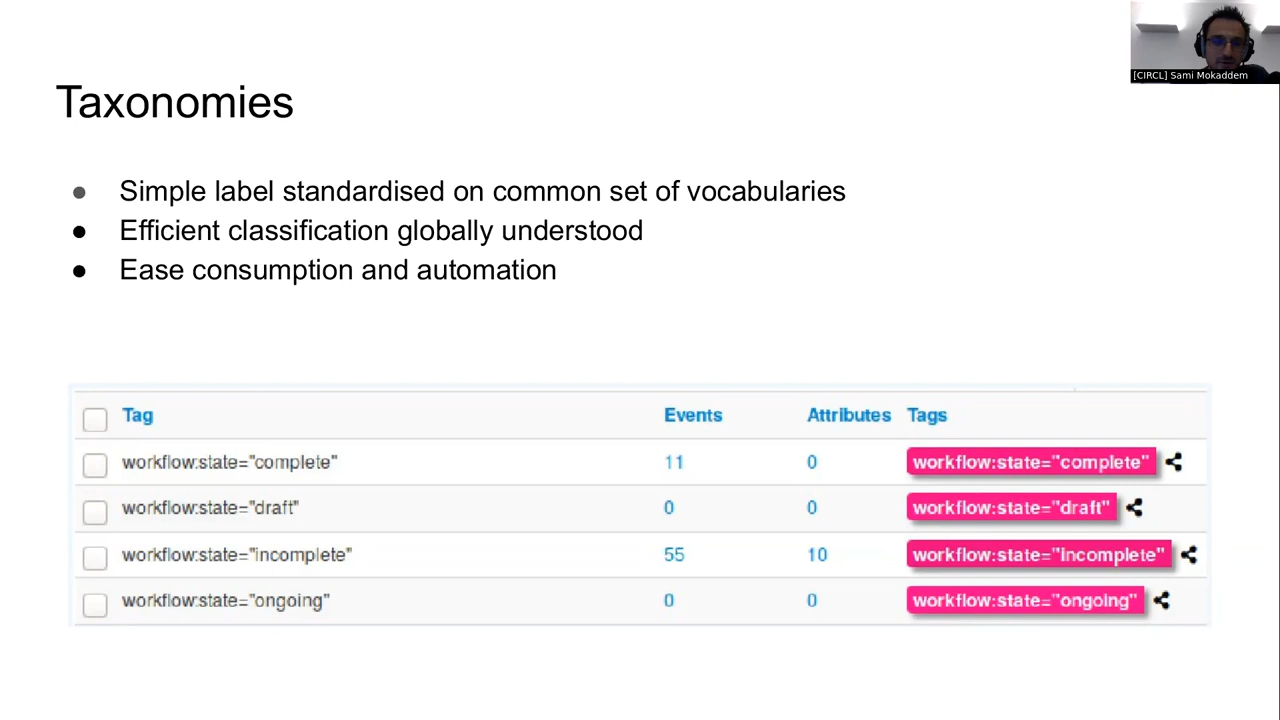 [CIRCL] Sami Mokaddem
Taxonomies
● Simple label standardised on common set of vocabularies
● Efficient classification globally understood
● Ease consumption and automation
Tag Events Attributes Tags
workflow:state="complete" 11 0 workflow:state="complete"
workflow:state="draft" 0 0 workflow:state="draft"
workflow:state="incomplete" 55 10 workflow:state="incomplete"
workflow:state="ongoing" 0 0 workflow:state="ongoing"